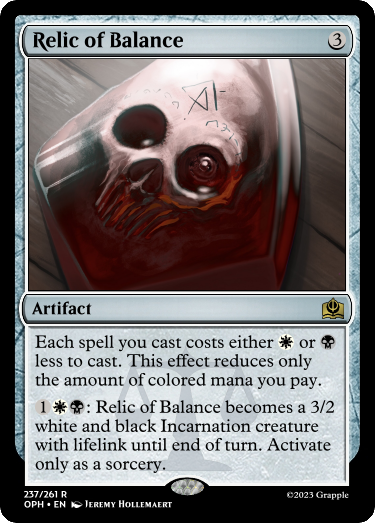 Relic of Balance 3
Artifact
Each spell you cast costs either or
less to cast. This effect reduces only
the amount of colored mana you pay.
1 : Relic of Balance becomes a 3/2
white and black Incarnation creature
with lifelink until end of turn. Activate
only as a sorcery.
237/261 R
OPH • EN Jeremy Hollemaert
©2023 Grapple